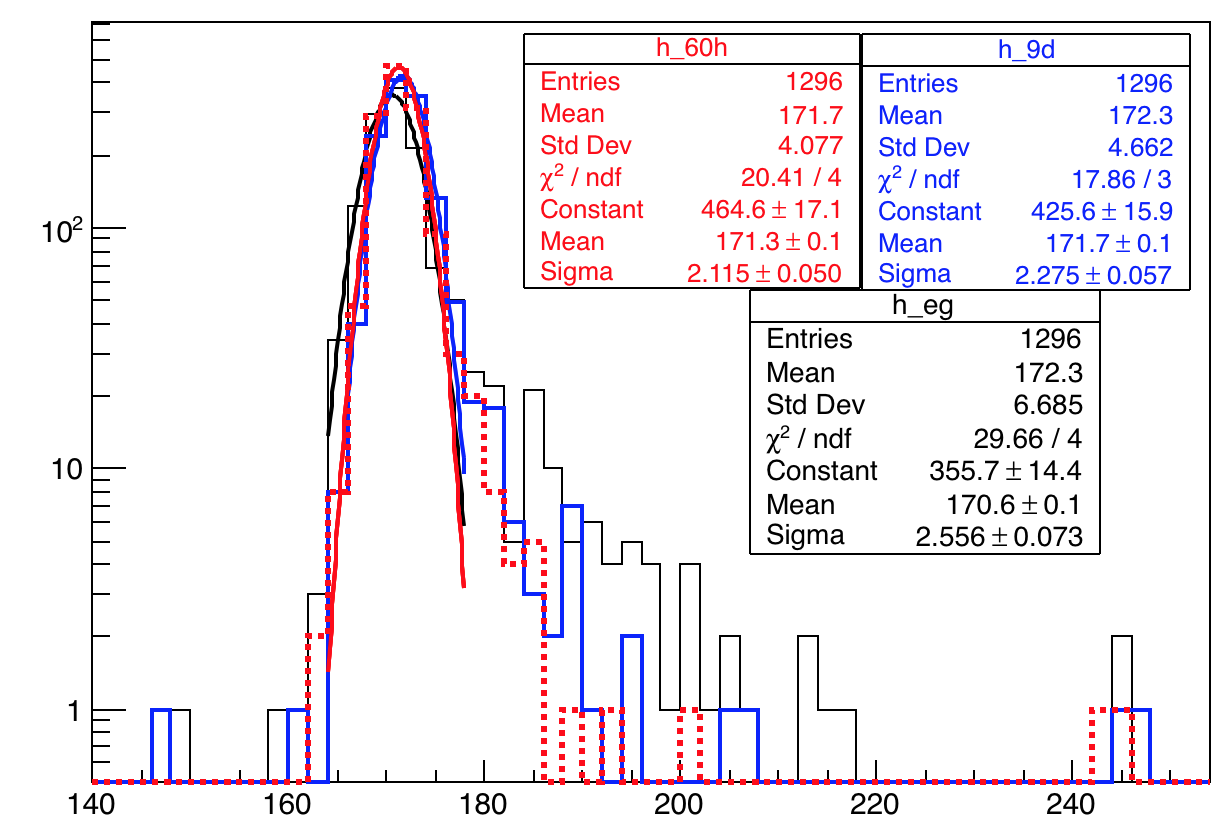 h_60h
Entries 1296
Mean 171.7
Std Dev 4.077
χ² / ndf 20.41 / 4
Constant 464.6 ± 17.1
Mean 171.3 ± 0.1
Sigma 2.115 ± 0.050
h_9d
Entries 1296
Mean 172.3
Std Dev 4.662
χ² / ndf 17.86 / 3
Constant 425.6 ± 15.9
Mean 171.7 ± 0.1
Sigma 2.275 ± 0.057
h_eg
Entries 1296
Mean 172.3
Std Dev 6.685
χ² / ndf 29.66 / 4
Constant 355.7 ± 14.4
Mean 170.6 ± 0.1
Sigma 2.556 ± 0.073
10²
10
1
140 160 180 200 220 240